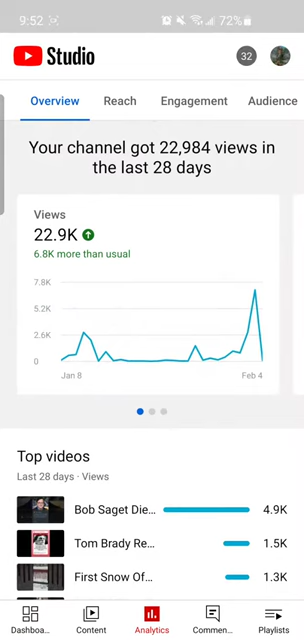 9:52 72%
Studio 32
Overview Reach Engagement Audience
Your channel got 22,984 views in
the last 28 days
Views
22.9K
6.8K more than usual
7.8K
5.2K
2.6K
0
Jan 8 Feb 4
Top videos
Last 28 days · Views
Bob Saget Die... 4.9K
Tom Brady Re... 1.5K
First Snow Of... 1.3K
Dashboa... Content Analytics Commen... Playlists